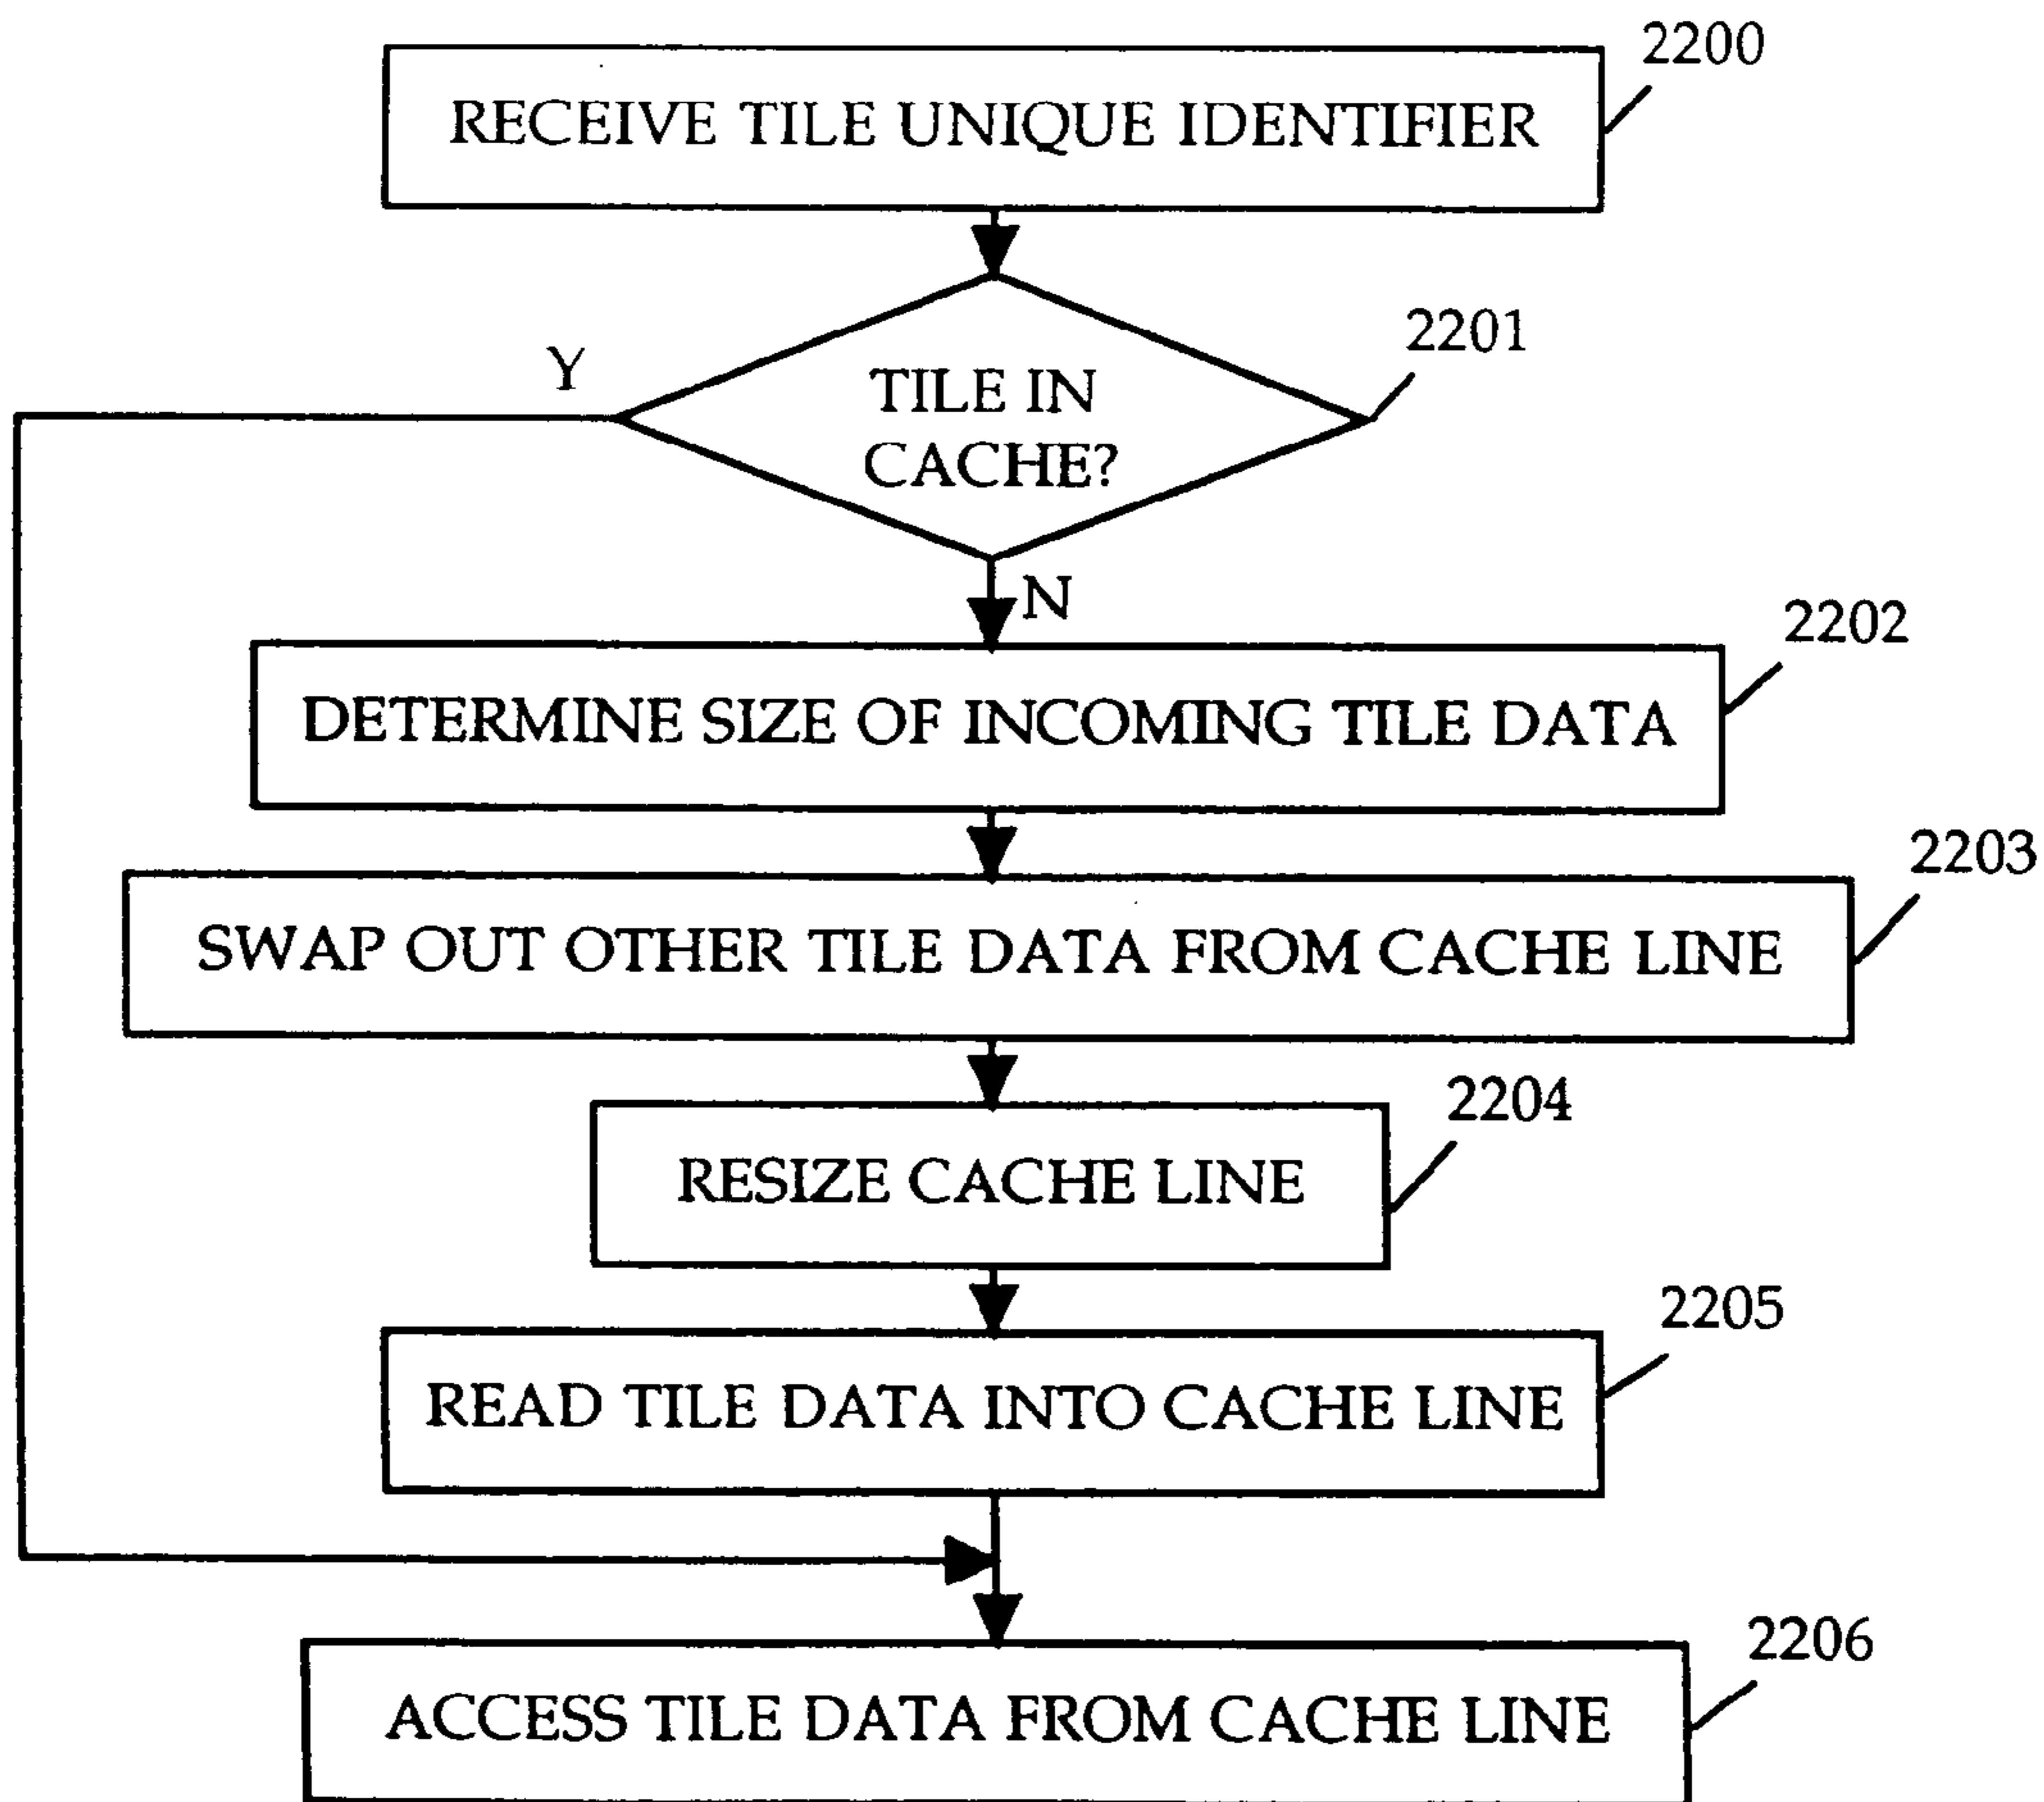 2200
RECEIVE TILE UNIQUE IDENTIFIER
2201
Y
TILE IN
CACHE?
N
2202
DETERMINE SIZE OF INCOMING TILE DATA
2203
SWAP OUT OTHER TILE DATA FROM CACHE LINE
2204
RESIZE CACHE LINE
2205
READ TILE DATA INTO CACHE LINE
2206
ACCESS TILE DATA FROM CACHE LINE